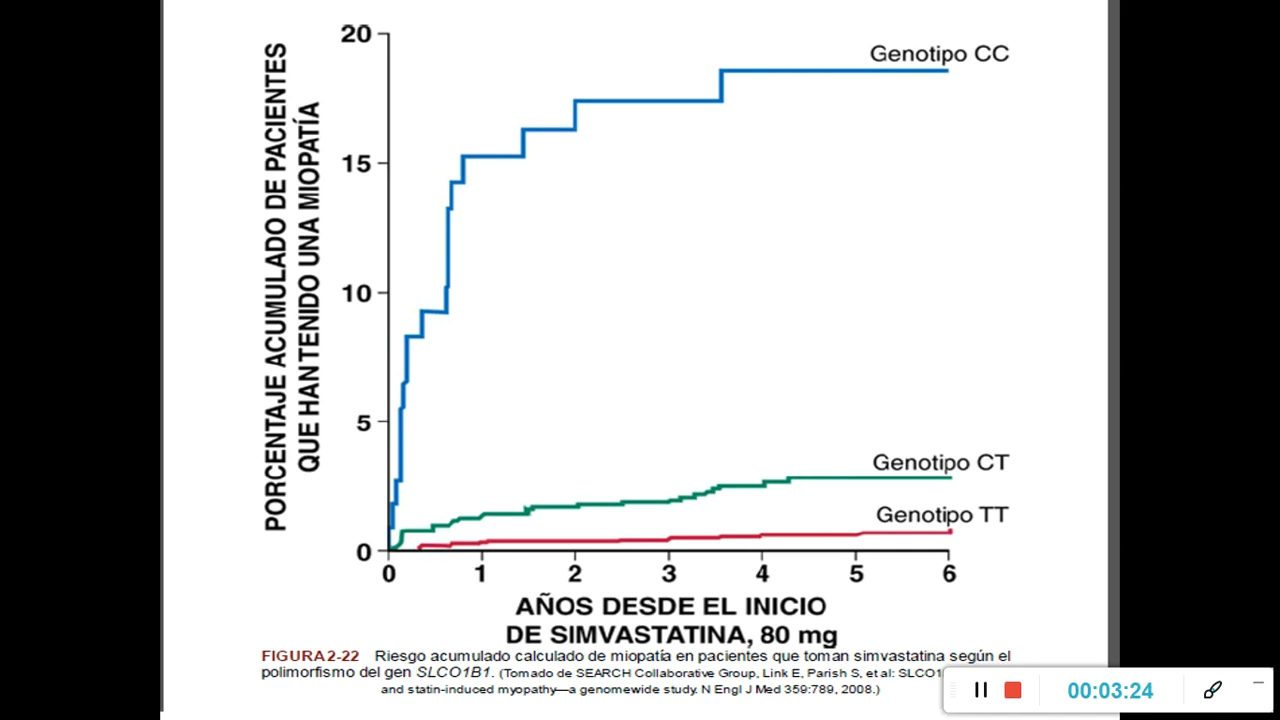 PORCENTAJE ACUMULADO DE PACIENTES
QUE HAN TENIDO UNA MIOPATÍA
20
15
10
5
0
Genotipo CC
Genotipo CT
Genotipo TT
0 1 2 3 4 5 6
AÑOS DESDE EL INICIO
DE SIMVASTATINA, 80 mg
FIGURA 2-22 Riesgo acumulado calculado de miopatía en pacientes que toman simvastatina según el
polimorfismo del gen SLCO1B1. (Tomado de SEARCH Collaborative Group, Link E, Parish S, et al: SLCO1
and statin-induced myopathy—a genomewide study. N Engl J Med 359:789, 2008.)
00:03:24